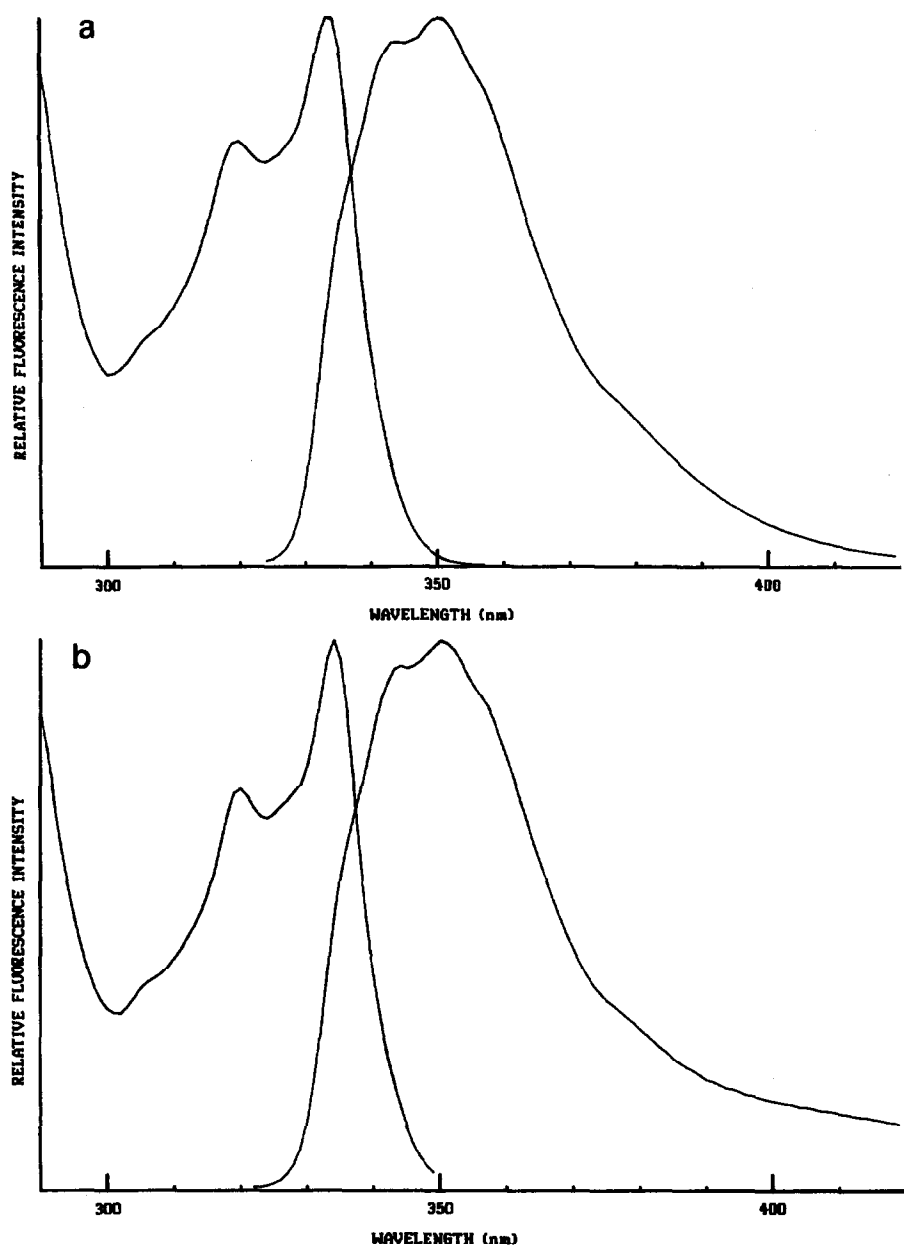 a
RELATIVE FLUORESCENCE INTENSITY
300 350 400
WAVELENGTH (nm)
b
RELATIVE FLUORESCENCE INTENSITY
300 350 400
WAVELENGTH (nm)